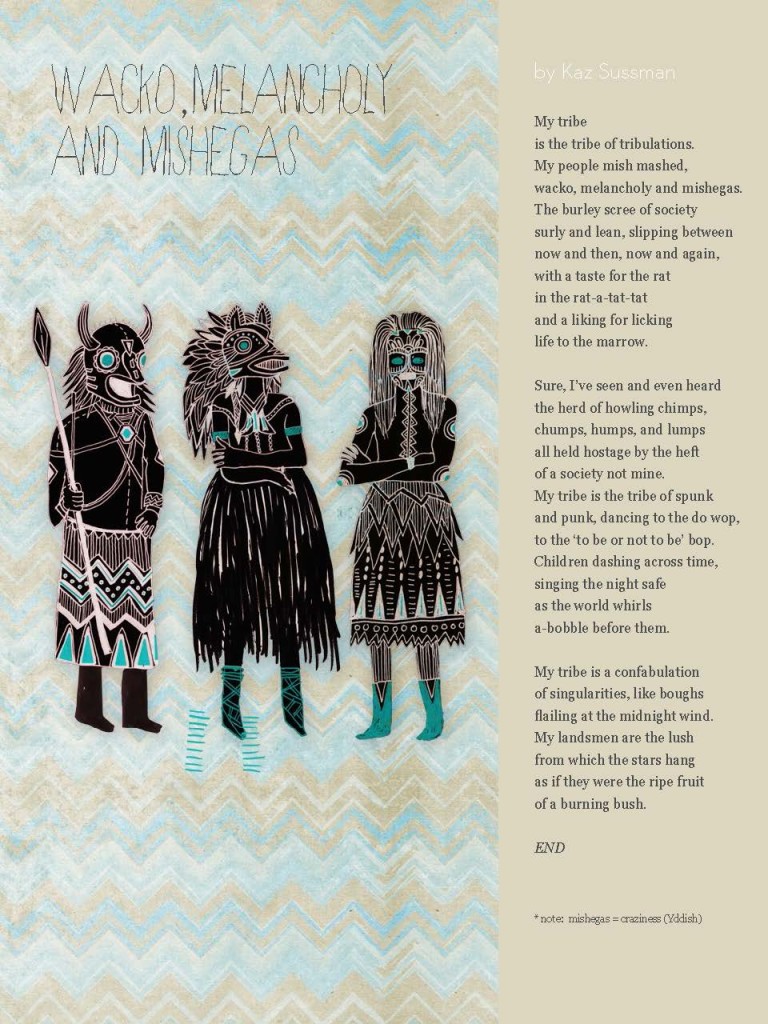 WACKO, MELANCHOLY
AND MISHEGAS
by Kaz Sussman
My tribe
is the tribe of tribulations.
My people mish mashed,
wacko, melancholy and mishegas.
The burley scree of society
surly and lean, slipping between
now and then, now and again,
with a taste for the rat
in the rat-a-tat-tat
and a liking for licking
life to the marrow.
Sure, I've seen and even heard
the herd of howling chimps,
chumps, humps, and lumps
all held hostage by the heft
of a society not mine.
My tribe is the tribe of spunk
and punk, dancing to the do wop,
to the 'to be or not to be' bop.
Children dashing across time,
singing the night safe
as the world whirls
a-bobble before them.
My tribe is a confabulation
of singularities, like boughs
flailing at the midnight wind.
My landsmen are the lush
from which the stars hang
as if they were the ripe fruit
of a burning bush.
END
* note: mishegas = craziness (Yddish)